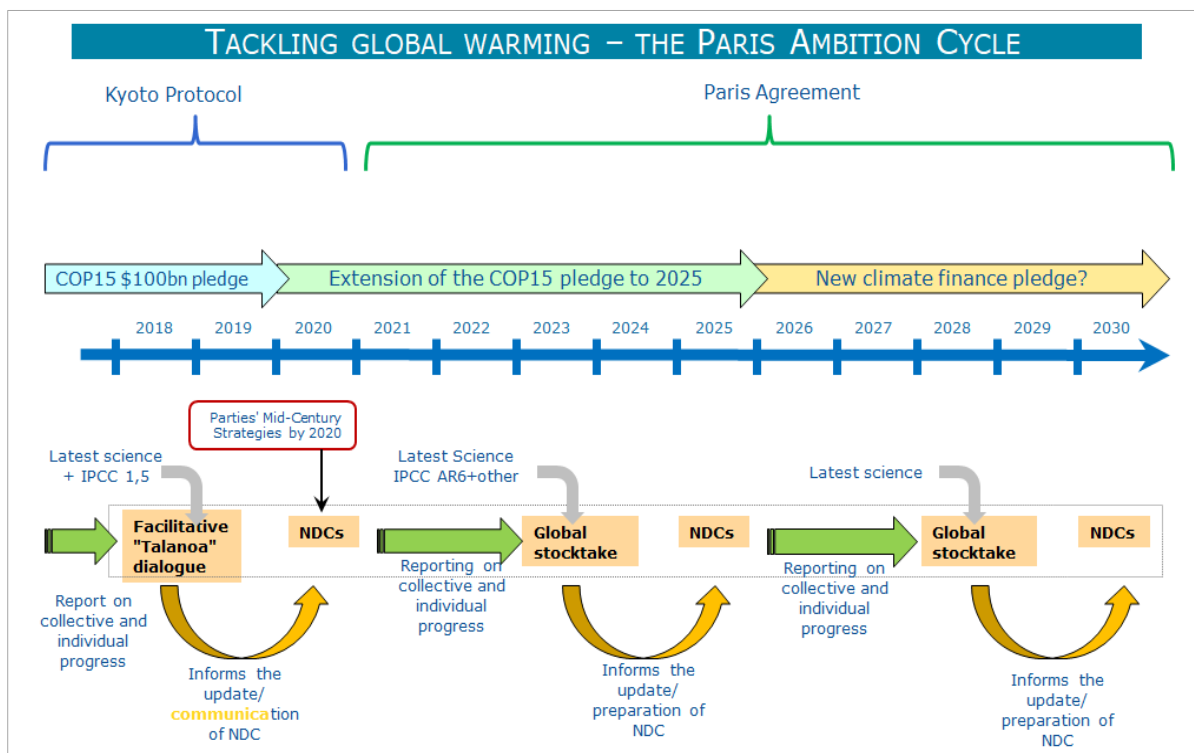 TACKLING GLOBAL WARMING – THE PARIS AMBITION CYCLE
Kyoto Protocol
Paris Agreement
COP15 $100bn pledge
Extension of the COP15 pledge to 2025
New climate finance pledge?
2018 2019 2020 2021 2022 2023 2024 2025 2026 2027 2028 2029 2030
Parties' Mid-Century
Strategies by 2020
Latest science
+ IPCC 1,5
Latest Science
IPCC AR6+other
Latest science
Facilitative
"Talanoa"
dialogue
NDCs
Global
stocktake
NDCs
Global
stocktake
NDCs
Report on
collective and
individual
progress
Informs the
update/
communication
of NDC
Reporting on
collective and
individual
progress
Informs the
update/
preparation of
NDC
Reporting on
collective and
individual
progress
Informs the
update/
preparation of
NDC